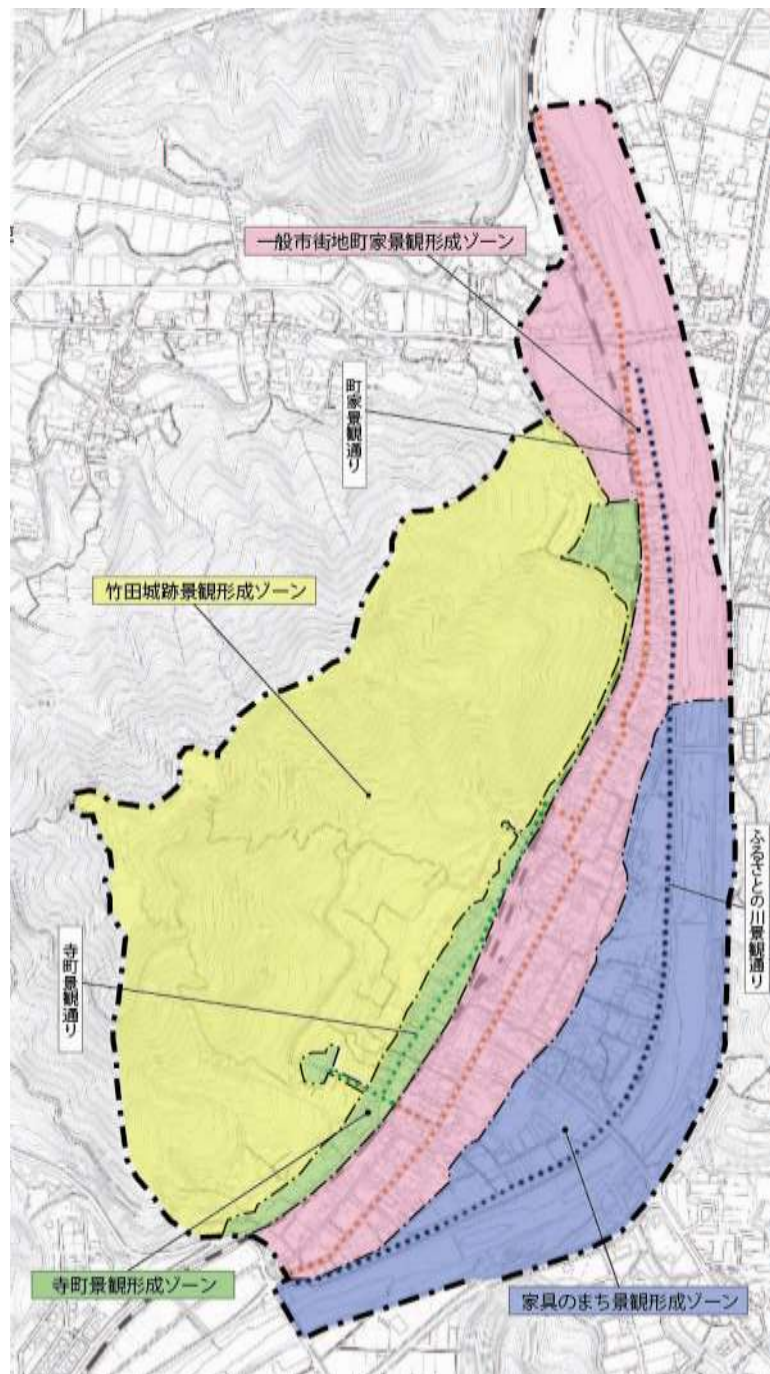 一般市街地町家景観形成ゾーン
町家景観通り
竹田城跡景観形成ゾーン
ふるさとの川景観通り
寺町景観通り
寺町景観形成ゾーン
家具のまち景観形成ゾーン